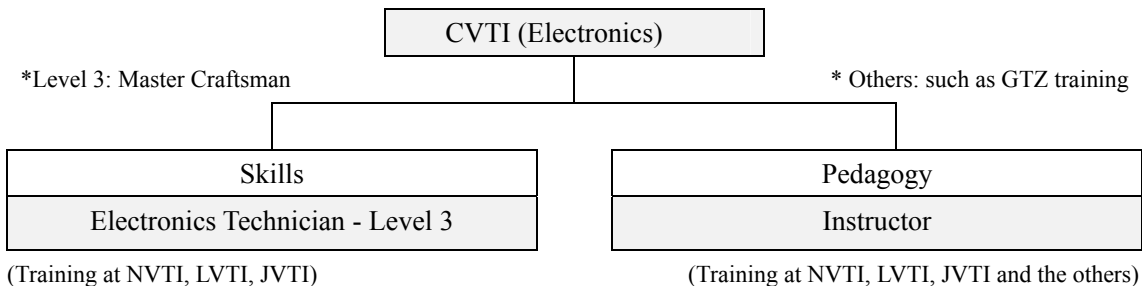 CVTI (Electronics)
*Level 3: Master Craftsman
* Others: such as GTZ training
Skills
Electronics Technician - Level 3
(Training at NVTI, LVTI, JVTI)
Pedagogy
Instructor
(Training at NVTI, LVTI, JVTI and the others)